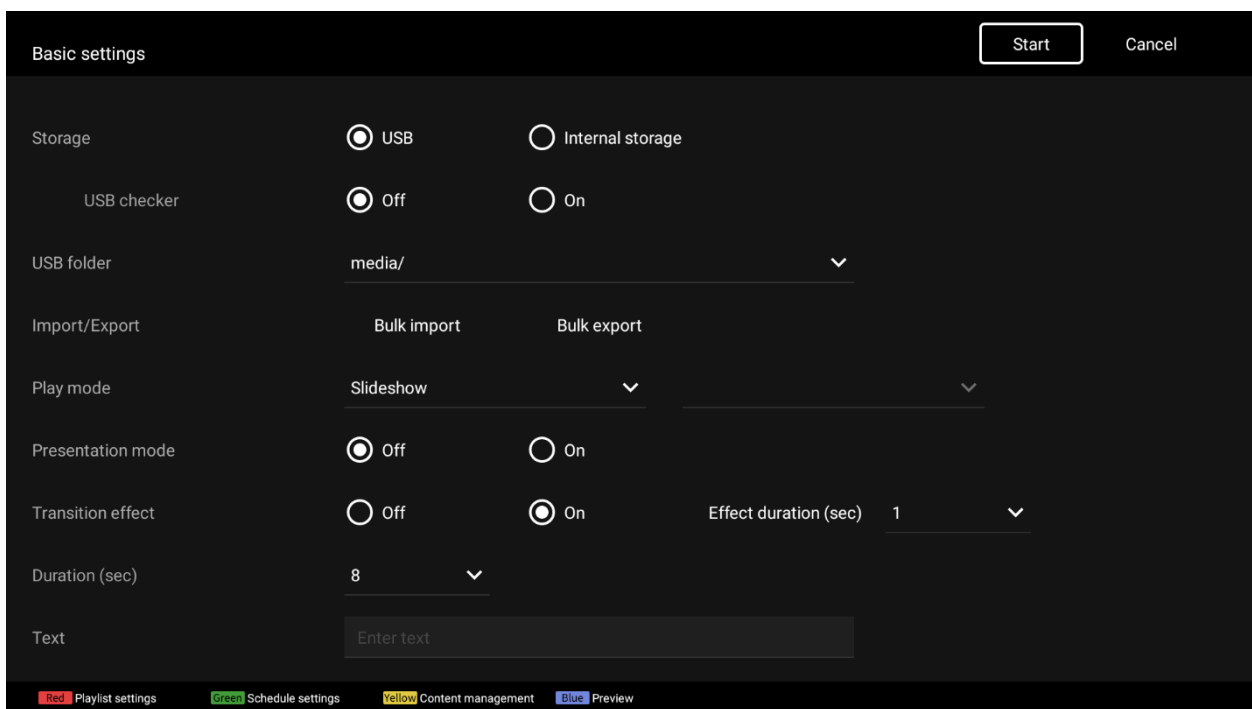 Basic settings Start Cancel
Storage USB Internal storage
USB checker Off On
USB folder media/
Import/Export Bulk import Bulk export
Play mode Slideshow
Presentation mode Off On
Transition effect Off On Effect duration (sec) 1
Duration (sec) 8
Text Enter text
Red Playlist settings Green Schedule settings Yellow Content management Blue Preview